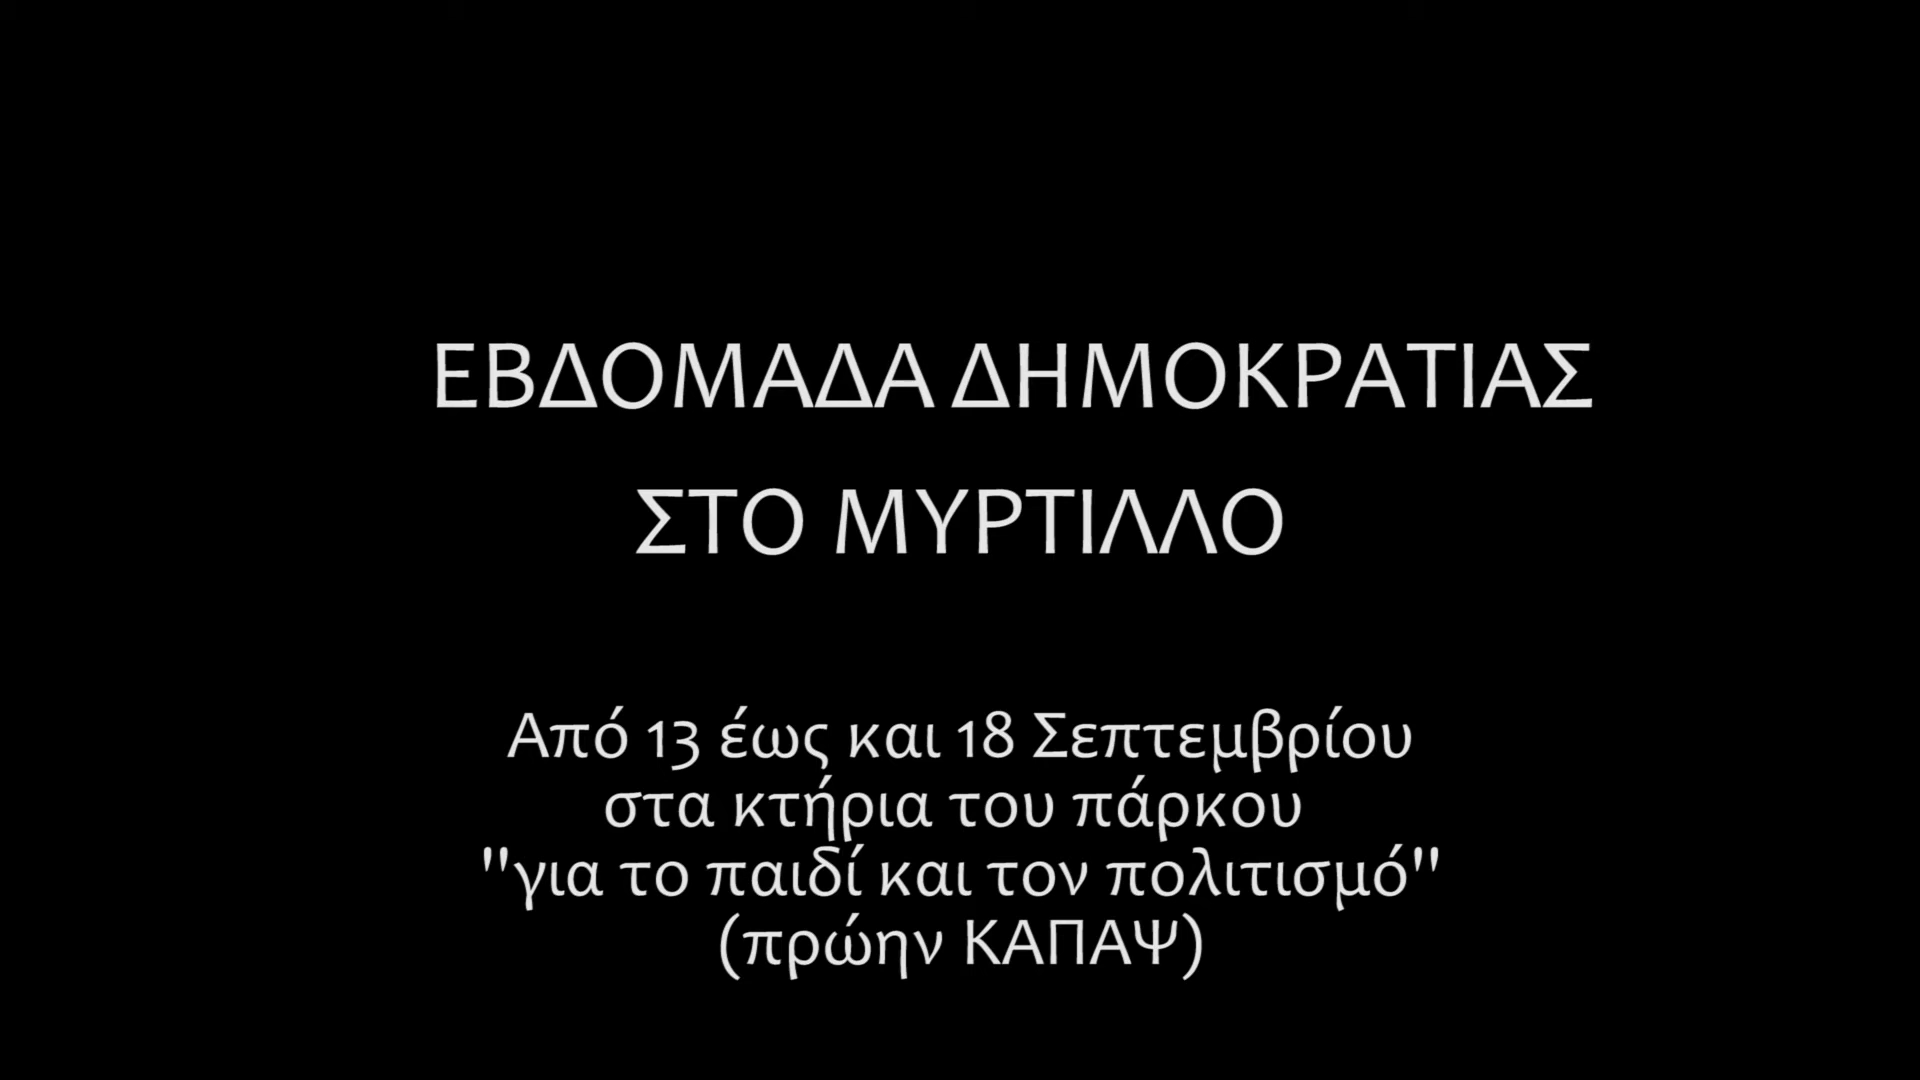 ΕΒΔΟΜΑΔΑ ΔΗΜΟΚΡΑΤΙΑΣ
ΣΤΟ ΜΥΡΤΙΛΛΟ
Από 13 έως και 18 Σεπτεμβρίου
στα κτήρια του πάρκου
"για το παιδί και τον πολιτισμό"
(πρώην ΚΑΠΑΨ)